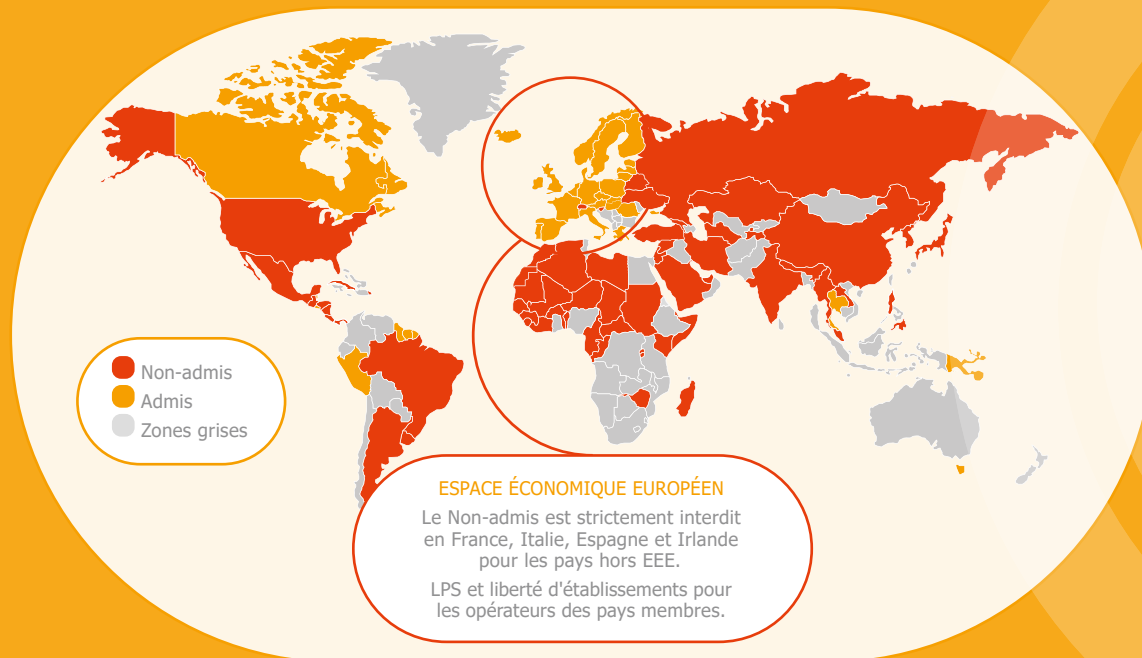 Non-admis
Admis
Zones grises
ESPACE ÉCONOMIQUE EUROPÉEN
Le Non-admis est strictement interdit
en France, Italie, Espagne et Irlande
pour les pays hors EEE.
LPS et liberté d'établissements pour
les opérateurs des pays membres.